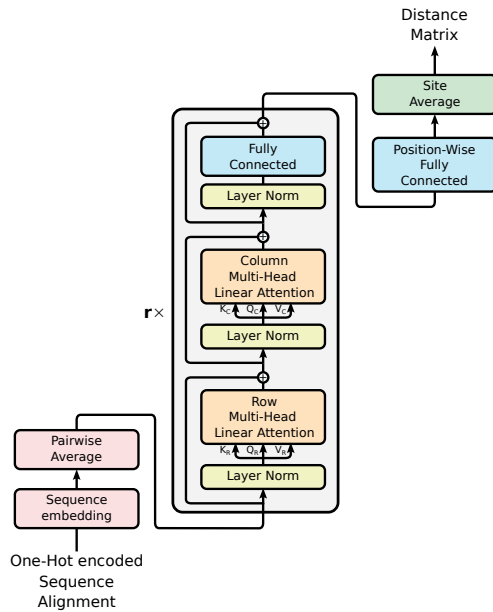 Distance
Matrix
Site
Average
Position-Wise
Fully
Connected
Fully
Connected
Layer Norm
Column
Multi-Head
Linear Attention
K_C Q_C V_C
Layer Norm
r×
Row
Multi-Head
Linear Attention
K_R Q_R V_R
Layer Norm
Pairwise
Average
Sequence
embedding
One-Hot encoded
Sequence
Alignment